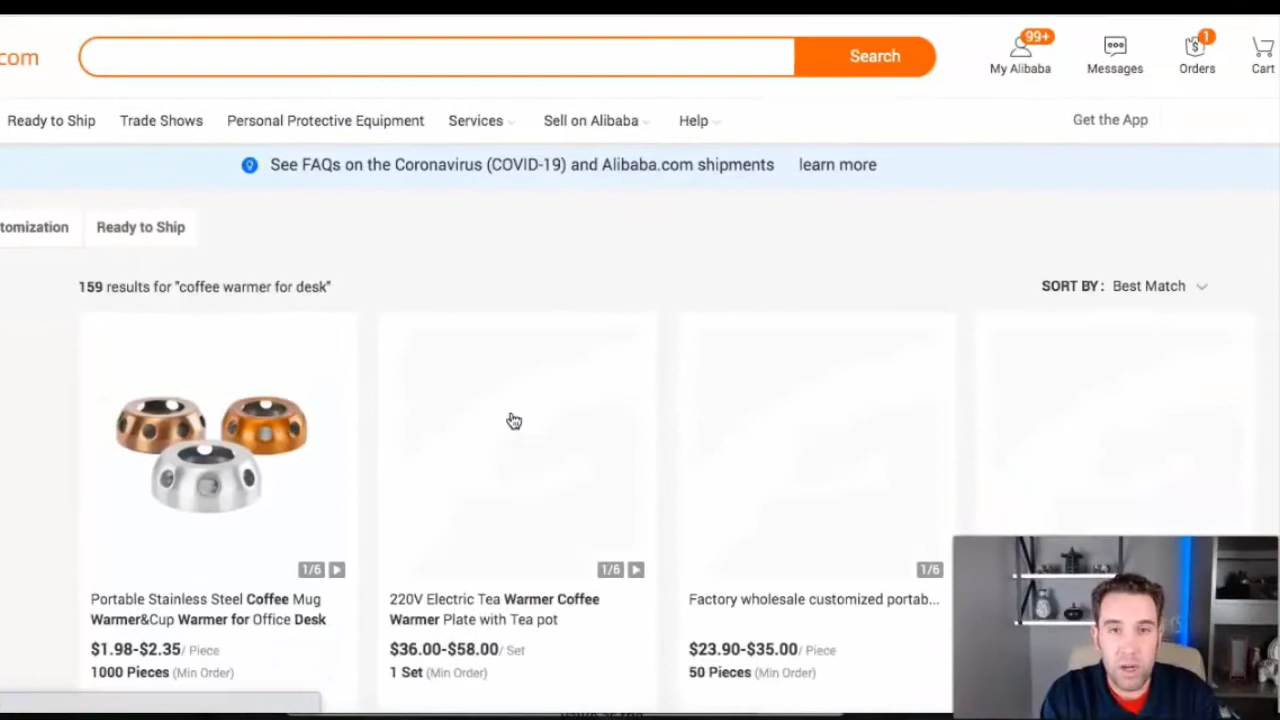 com
Search
99+
My Alibaba
Messages
1
Orders
Cart
Ready to Ship
Trade Shows
Personal Protective Equipment
Services
Sell on Alibaba
Help
Get the App
See FAQs on the Coronavirus (COVID-19) and Alibaba.com shipments learn more
tomization
Ready to Ship
159 results for "coffee warmer for desk"
SORT BY : Best Match
1/6
1/6
1/6
Portable Stainless Steel Coffee Mug
Warmer&Cup Warmer for Office Desk
$1.98-$2.35/ Piece
1000 Pieces (Min Order)
220V Electric Tea Warmer Coffee
Warmer Plate with Tea pot
$36.00-$58.00/ Set
1 Set (Min Order)
Factory wholesale customized portab...
$23.90-$35.00/ Piece
50 Pieces (Min Order)